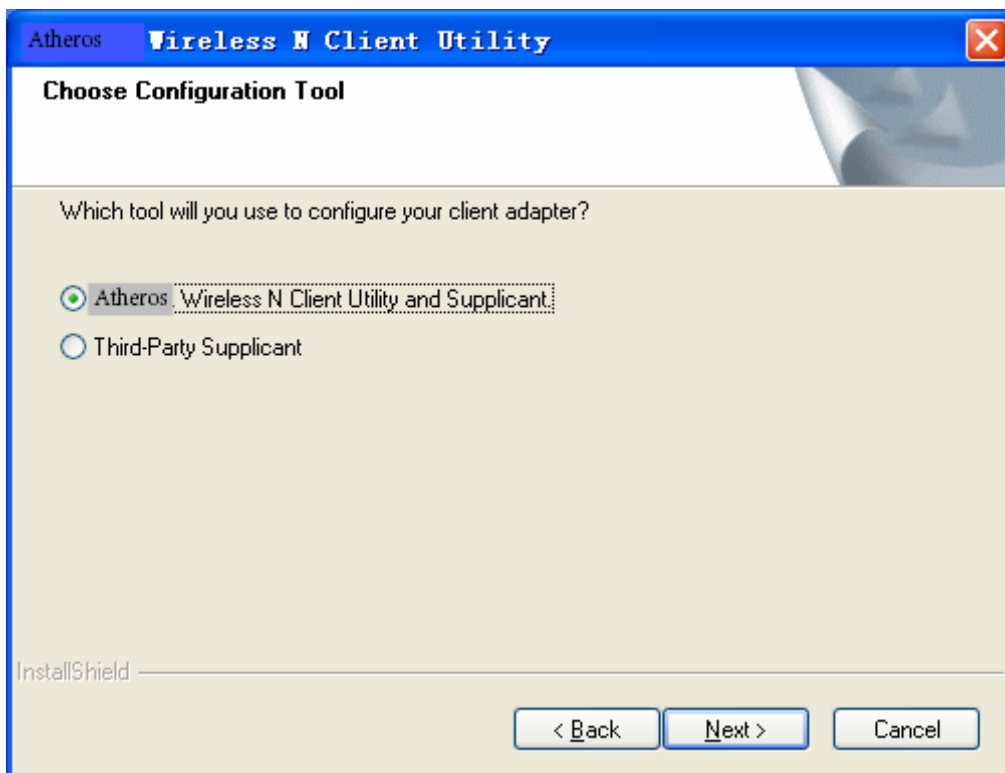 Atheros Wireless N Client Utility
Choose Configuration Tool
Which tool will you use to configure your client adapter?
Atheros. Wireless N Client Utility and Supplicant.
Third-Party Supplicant
InstallShield
< Back Next > Cancel